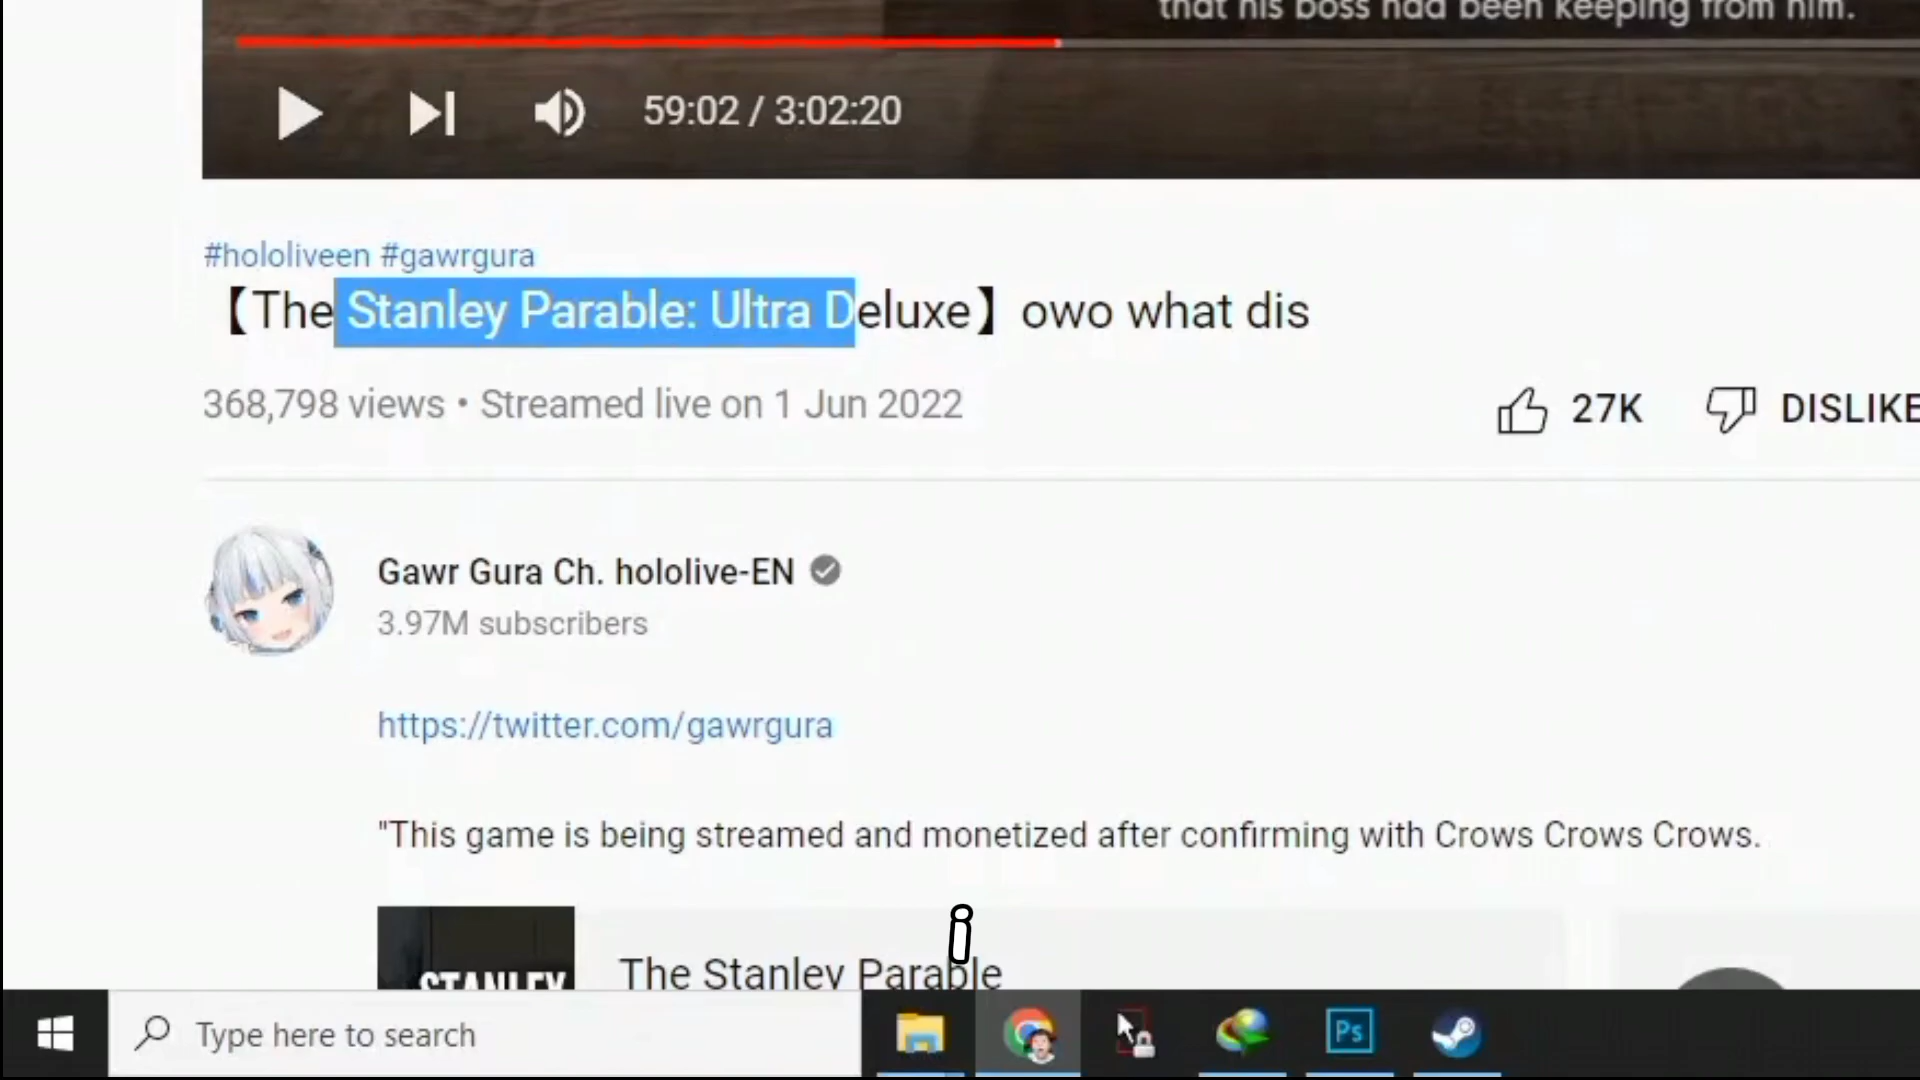 that his boss had been keeping from him.
59:02 / 3:02:20
#hololiveen #gawrgura
【The Stanley Parable: Ultra Deluxe】 owo what dis
368,798 views • Streamed live on 1 Jun 2022
27K
DISLIKE
Gawr Gura Ch. hololive-EN
3.97M subscribers
https://twitter.com/gawrgura
"This game is being streamed and monetized after confirming with Crows Crows Crows.
i
STANLEY
The Stanley Parable
Type here to search
Ps